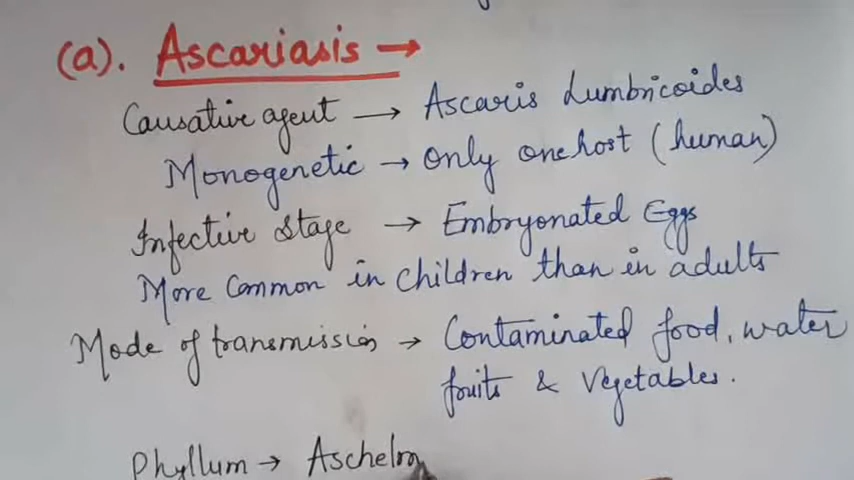 (a). Ascariasis →
Causative agent → Ascaris Lumbricoides
Monogenetic → Only one host (human)
Infective Stage → Embryonated Eggs
More Common in children than in adults
Mode of transmission → Contaminated food, water
fruits & Vegetables.
Phyllum →